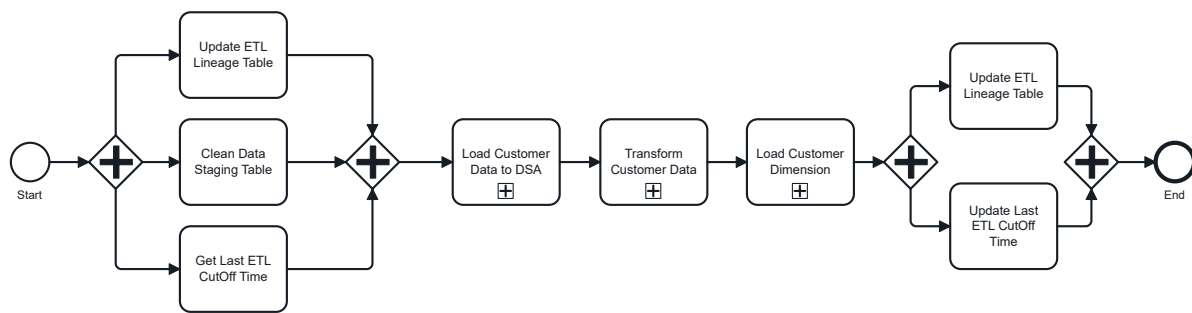 Start
Update ETL
Lineage Table
Clean Data
Staging Table
Get Last ETL
CutOff Time
Load Customer
Data to DSA
Transform
Customer Data
Load Customer
Dimension
Update ETL
Lineage Table
Update Last
ETL CutOff
Time
End